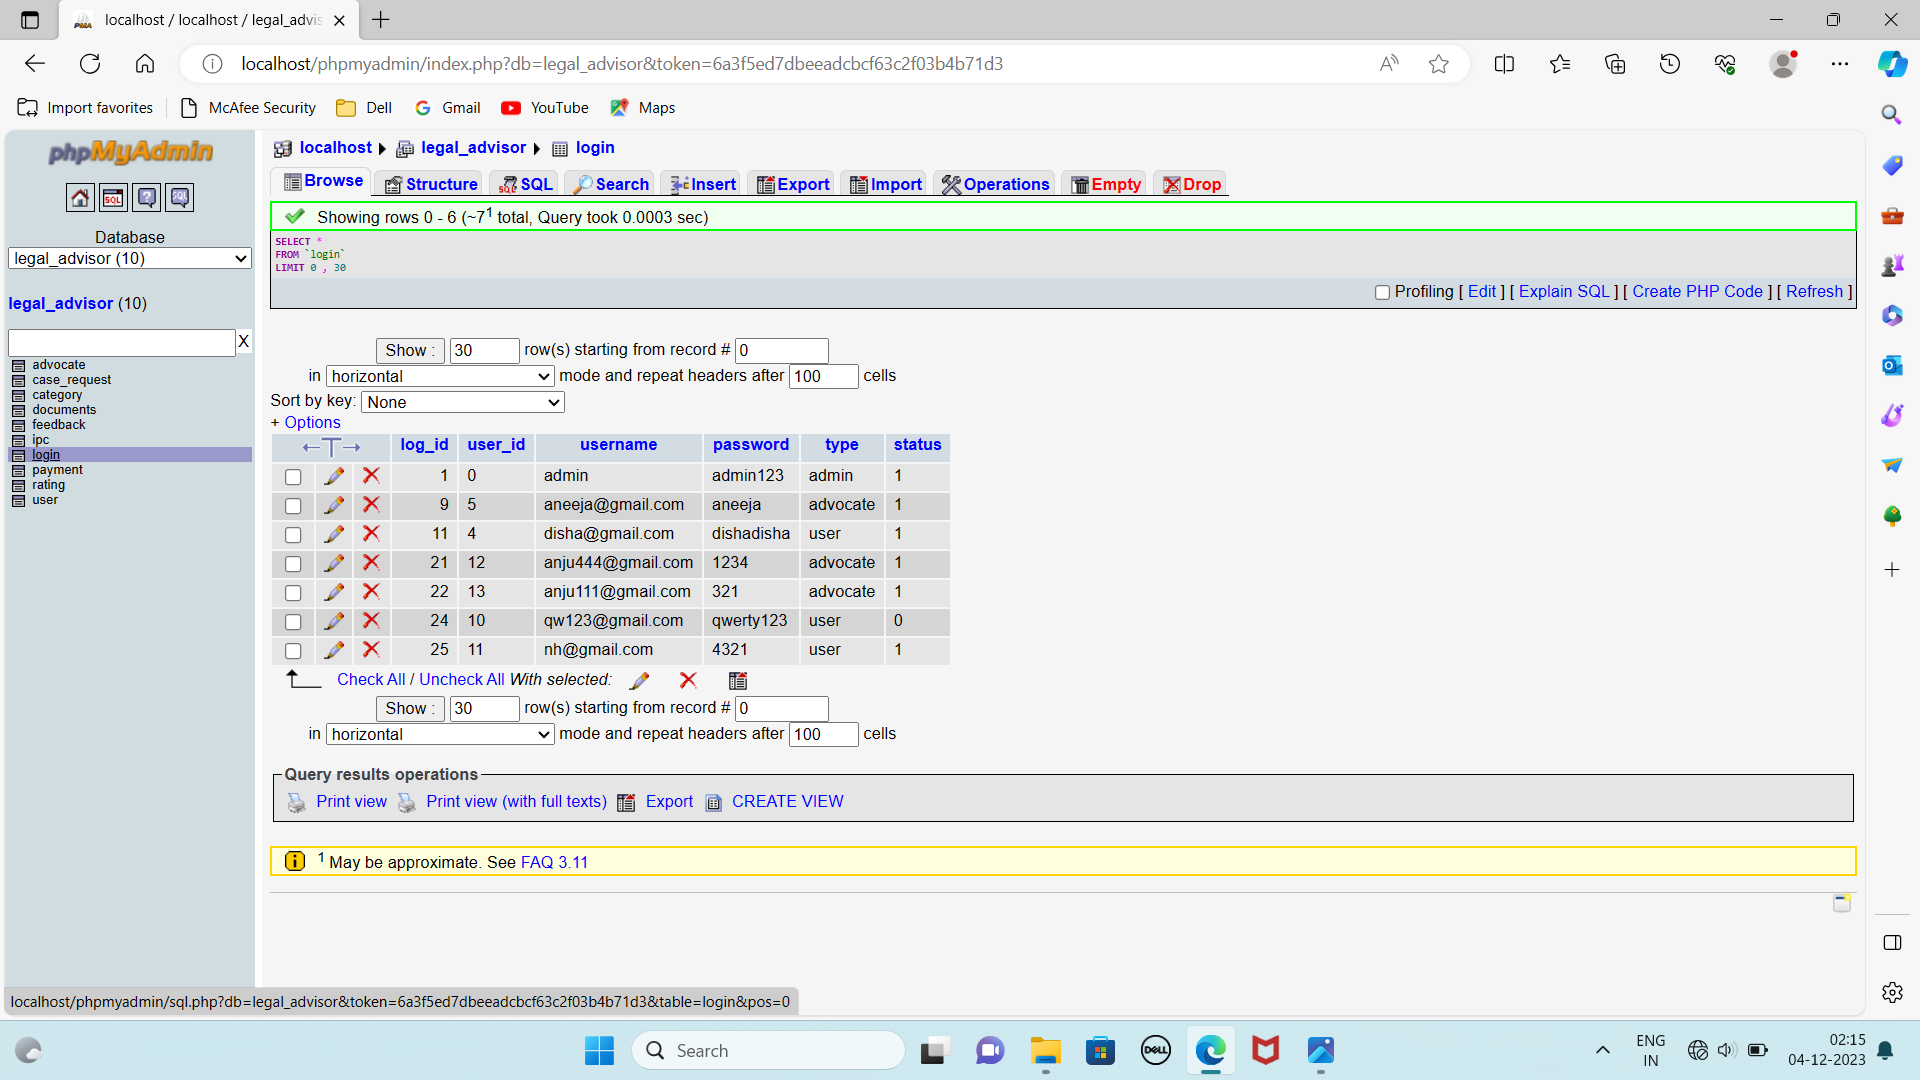 localhost / localhost / legal_advis
localhost/phpmyadmin/index.php?db=legal_advisor&token=6a3f5ed7dbeeadcbcf63c2f03b4b71d3
Import favorites McAfee Security Dell Gmail YouTube Maps
phpMyAdmin
SQL ? SQL
Database
legal_advisor (10)
legal_advisor (10)
X
advocate
case_request
category
documents
feedback
ipc
login
payment
rating
user
localhost legal_advisor login
Browse Structure SQL Search Insert Export Import Operations Empty Drop
Showing rows 0 - 6 (~7¹ total, Query took 0.0003 sec)
SELECT *
FROM `login`
LIMIT 0 , 30
Profiling [ Edit ] [ Explain SQL ] [ Create PHP Code ] [ Refresh ]
Show : 30 row(s) starting from record # 0
in horizontal mode and repeat headers after 100 cells
Sort by key: None
+ Options
←T→ log_id user_id username password type status
1 0 admin admin123 admin 1
9 5 aneeja@gmail.com aneeja advocate 1
11 4 disha@gmail.com dishadisha user 1
21 12 anju444@gmail.com 1234 advocate 1
22 13 anju111@gmail.com 321 advocate 1
24 10 qw123@gmail.com qwerty123 user 0
25 11 nh@gmail.com 4321 user 1
Check All / Uncheck All With selected:
Show : 30 row(s) starting from record # 0
in horizontal mode and repeat headers after 100 cells
Query results operations
Print view Print view (with full texts) Export CREATE VIEW
¹ May be approximate. See FAQ 3.11
localhost/phpmyadmin/sql.php?db=legal_advisor&token=6a3f5ed7dbeeadcbcf63c2f03b4b71d3&table=login&pos=0
Search
DELL
ENG
IN
02:15
04-12-2023